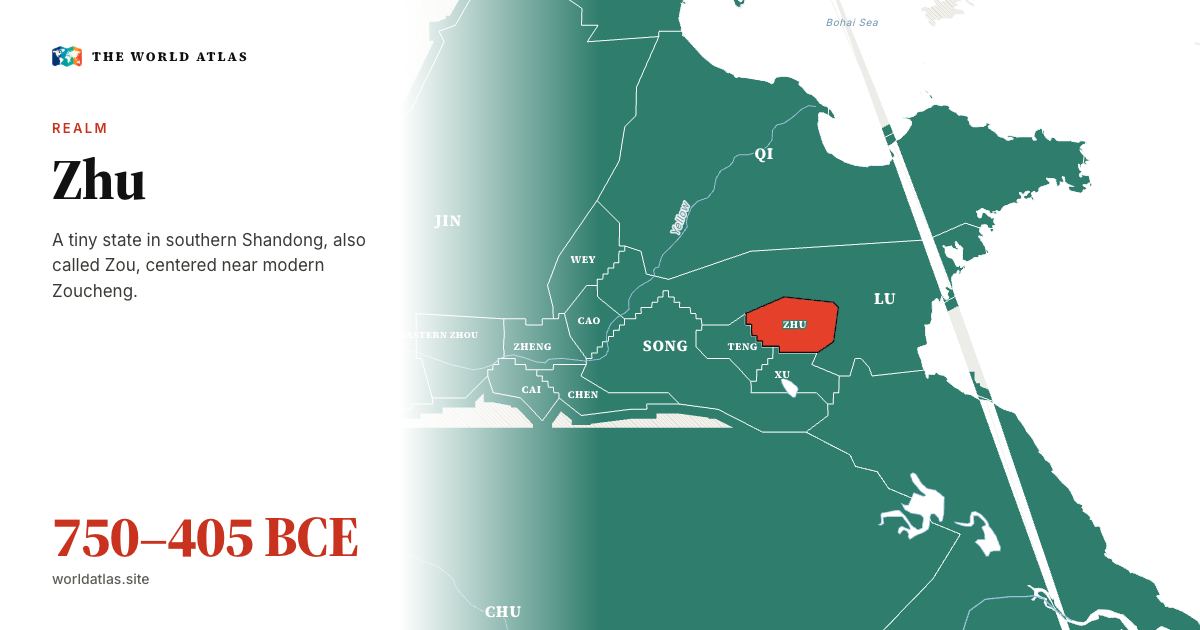 THE WORLD ATLAS
REALM
Zhu
A tiny state in southern Shandong, also
called Zou, centered near modern
Zoucheng.
750–405 BCE
worldatlas.site
Bohai Sea
QI
Yellow
JIN
WEY
LU
CAO
ZHU
EASTERN ZHOU
ZHENG
SONG
TENG
XU
CAI
CHEN
CHU